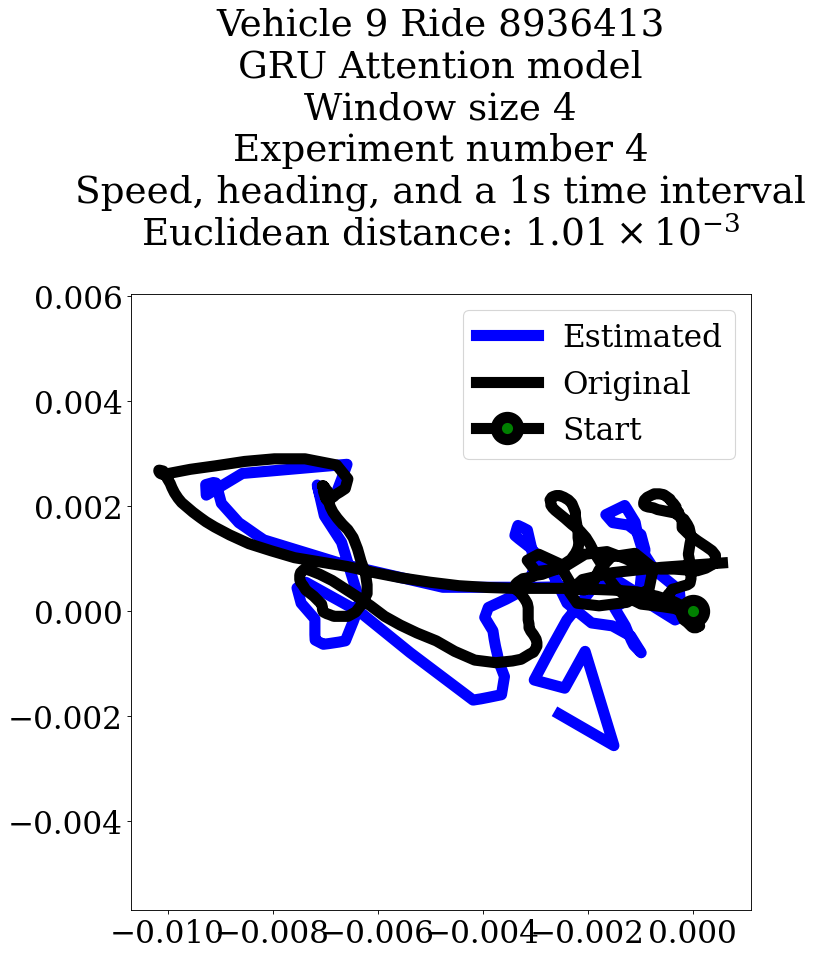 Vehicle 9 Ride 8936413
GRU Attention model
Window size 4
Experiment number 4
Speed, heading, and a 1s time interval
Euclidean distance: 1.01 × 10⁻³
0.006
Estimated
0.004
Original
Start
0.002
0.000
−0.002
−0.004
−0.010 −0.008 −0.006 −0.004 −0.002 0.000